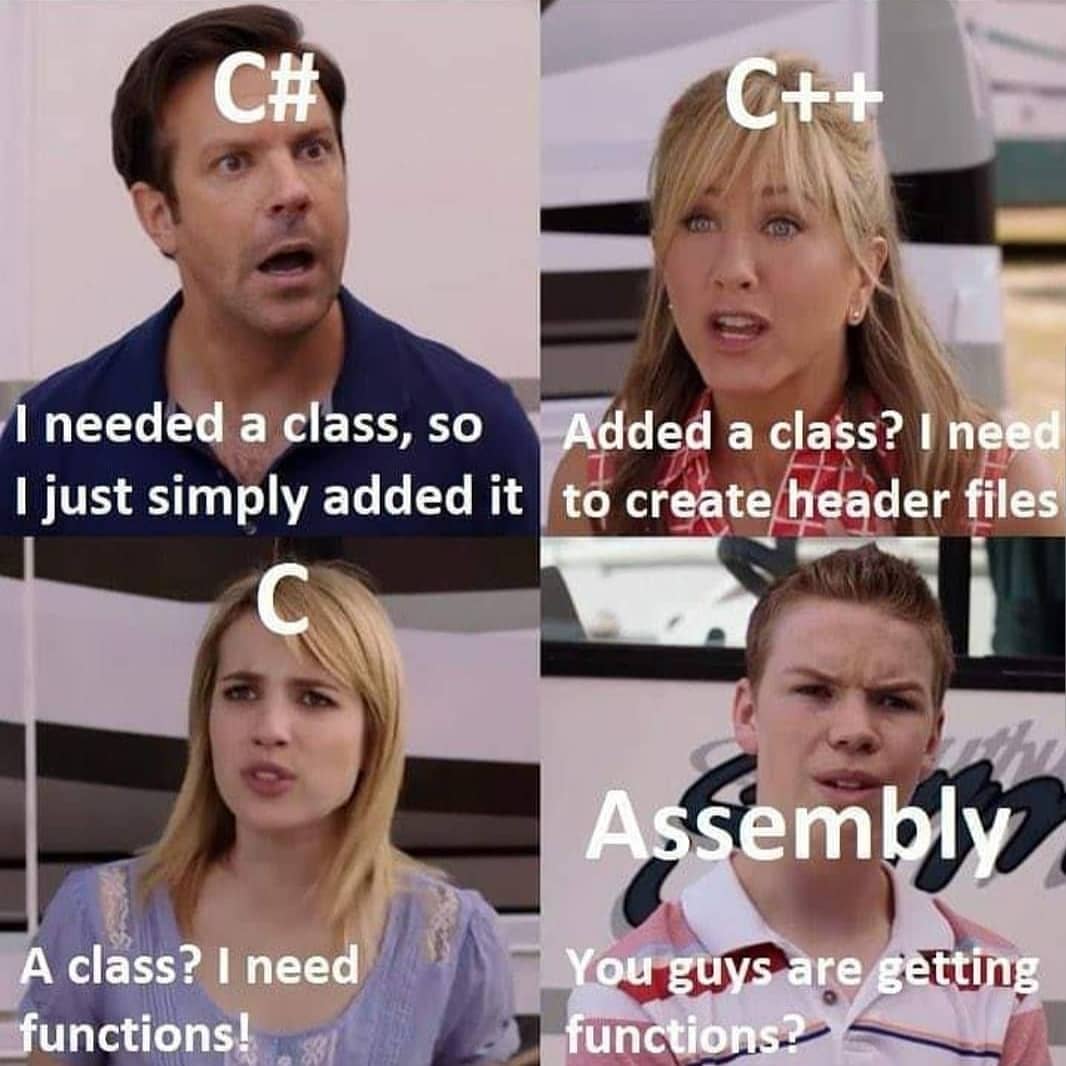 C#
I needed a class, so
I just simply added it
C++
Added a class? I need
to create header files
C
A class? I need
functions!
Assembly
You guys are getting
functions?